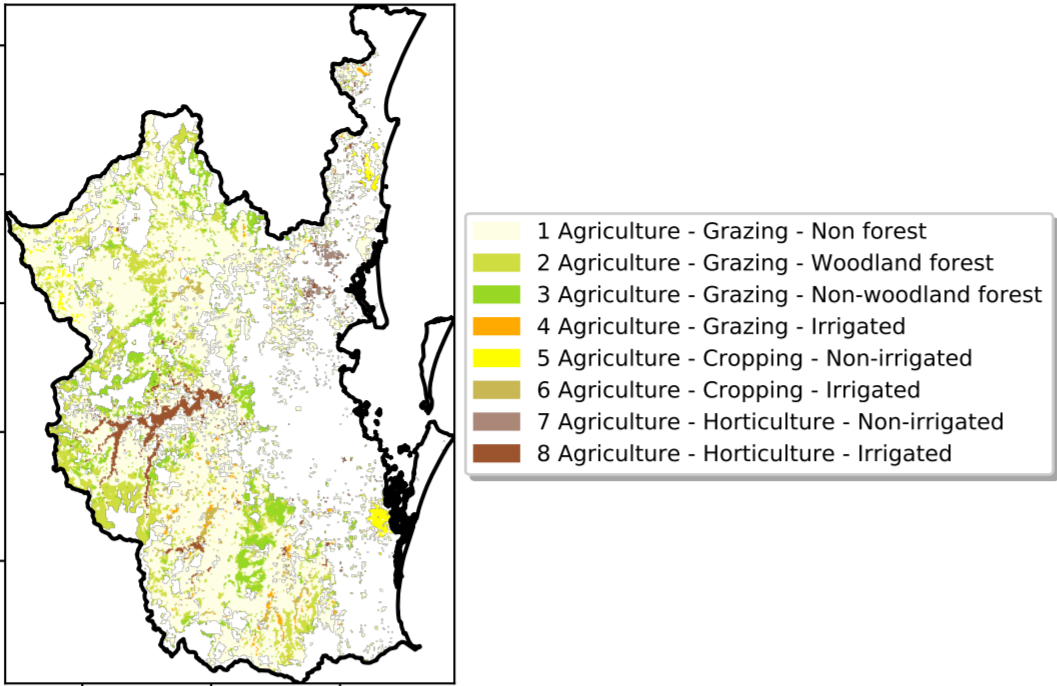 1 Agriculture - Grazing - Non forest
2 Agriculture - Grazing - Woodland forest
3 Agriculture - Grazing - Non-woodland forest
4 Agriculture - Grazing - Irrigated
5 Agriculture - Cropping - Non-irrigated
6 Agriculture - Cropping - Irrigated
7 Agriculture - Horticulture - Non-irrigated
8 Agriculture - Horticulture - Irrigated